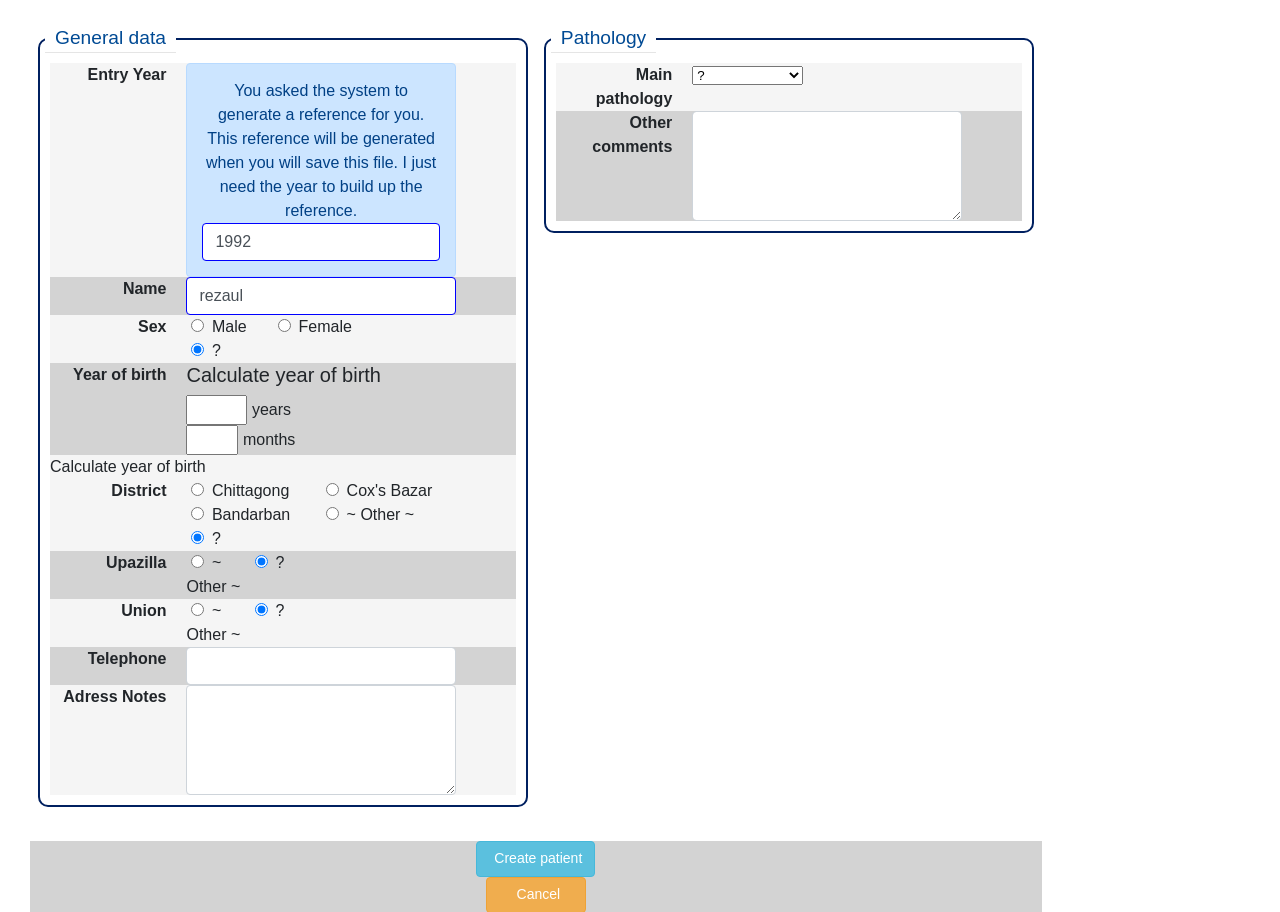 General data
Entry Year
You asked the system to
generate a reference for you.
This reference will be generated
when you will save this file. I just
need the year to build up the
reference.
1992
Name
rezaul
Sex
Male Female
?
Year of birth
Calculate year of birth
years
months
Calculate year of birth
District
Chittagong Cox's Bazar
Bandarban ~ Other ~
?
Upazilla
~ ?
Other ~
Union
~ ?
Other ~
Telephone
Adress Notes
Pathology
Main
pathology
?
Other
comments
Create patient
Cancel